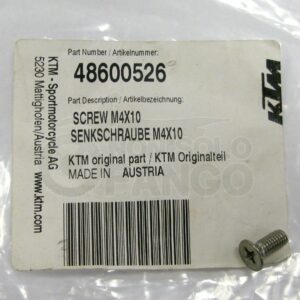 KTM - Sportmotorcycle AG
5230 Mattighofen/Austria
www.ktm.com
Part Number / Artikelnummer:
48600526
Part Description / Artikelbezeichnung:
SCREW M4X10
SENKSCHRAUBE M4X10
KTM original part / KTM Originalteil
MADE IN AUSTRIA
KTM